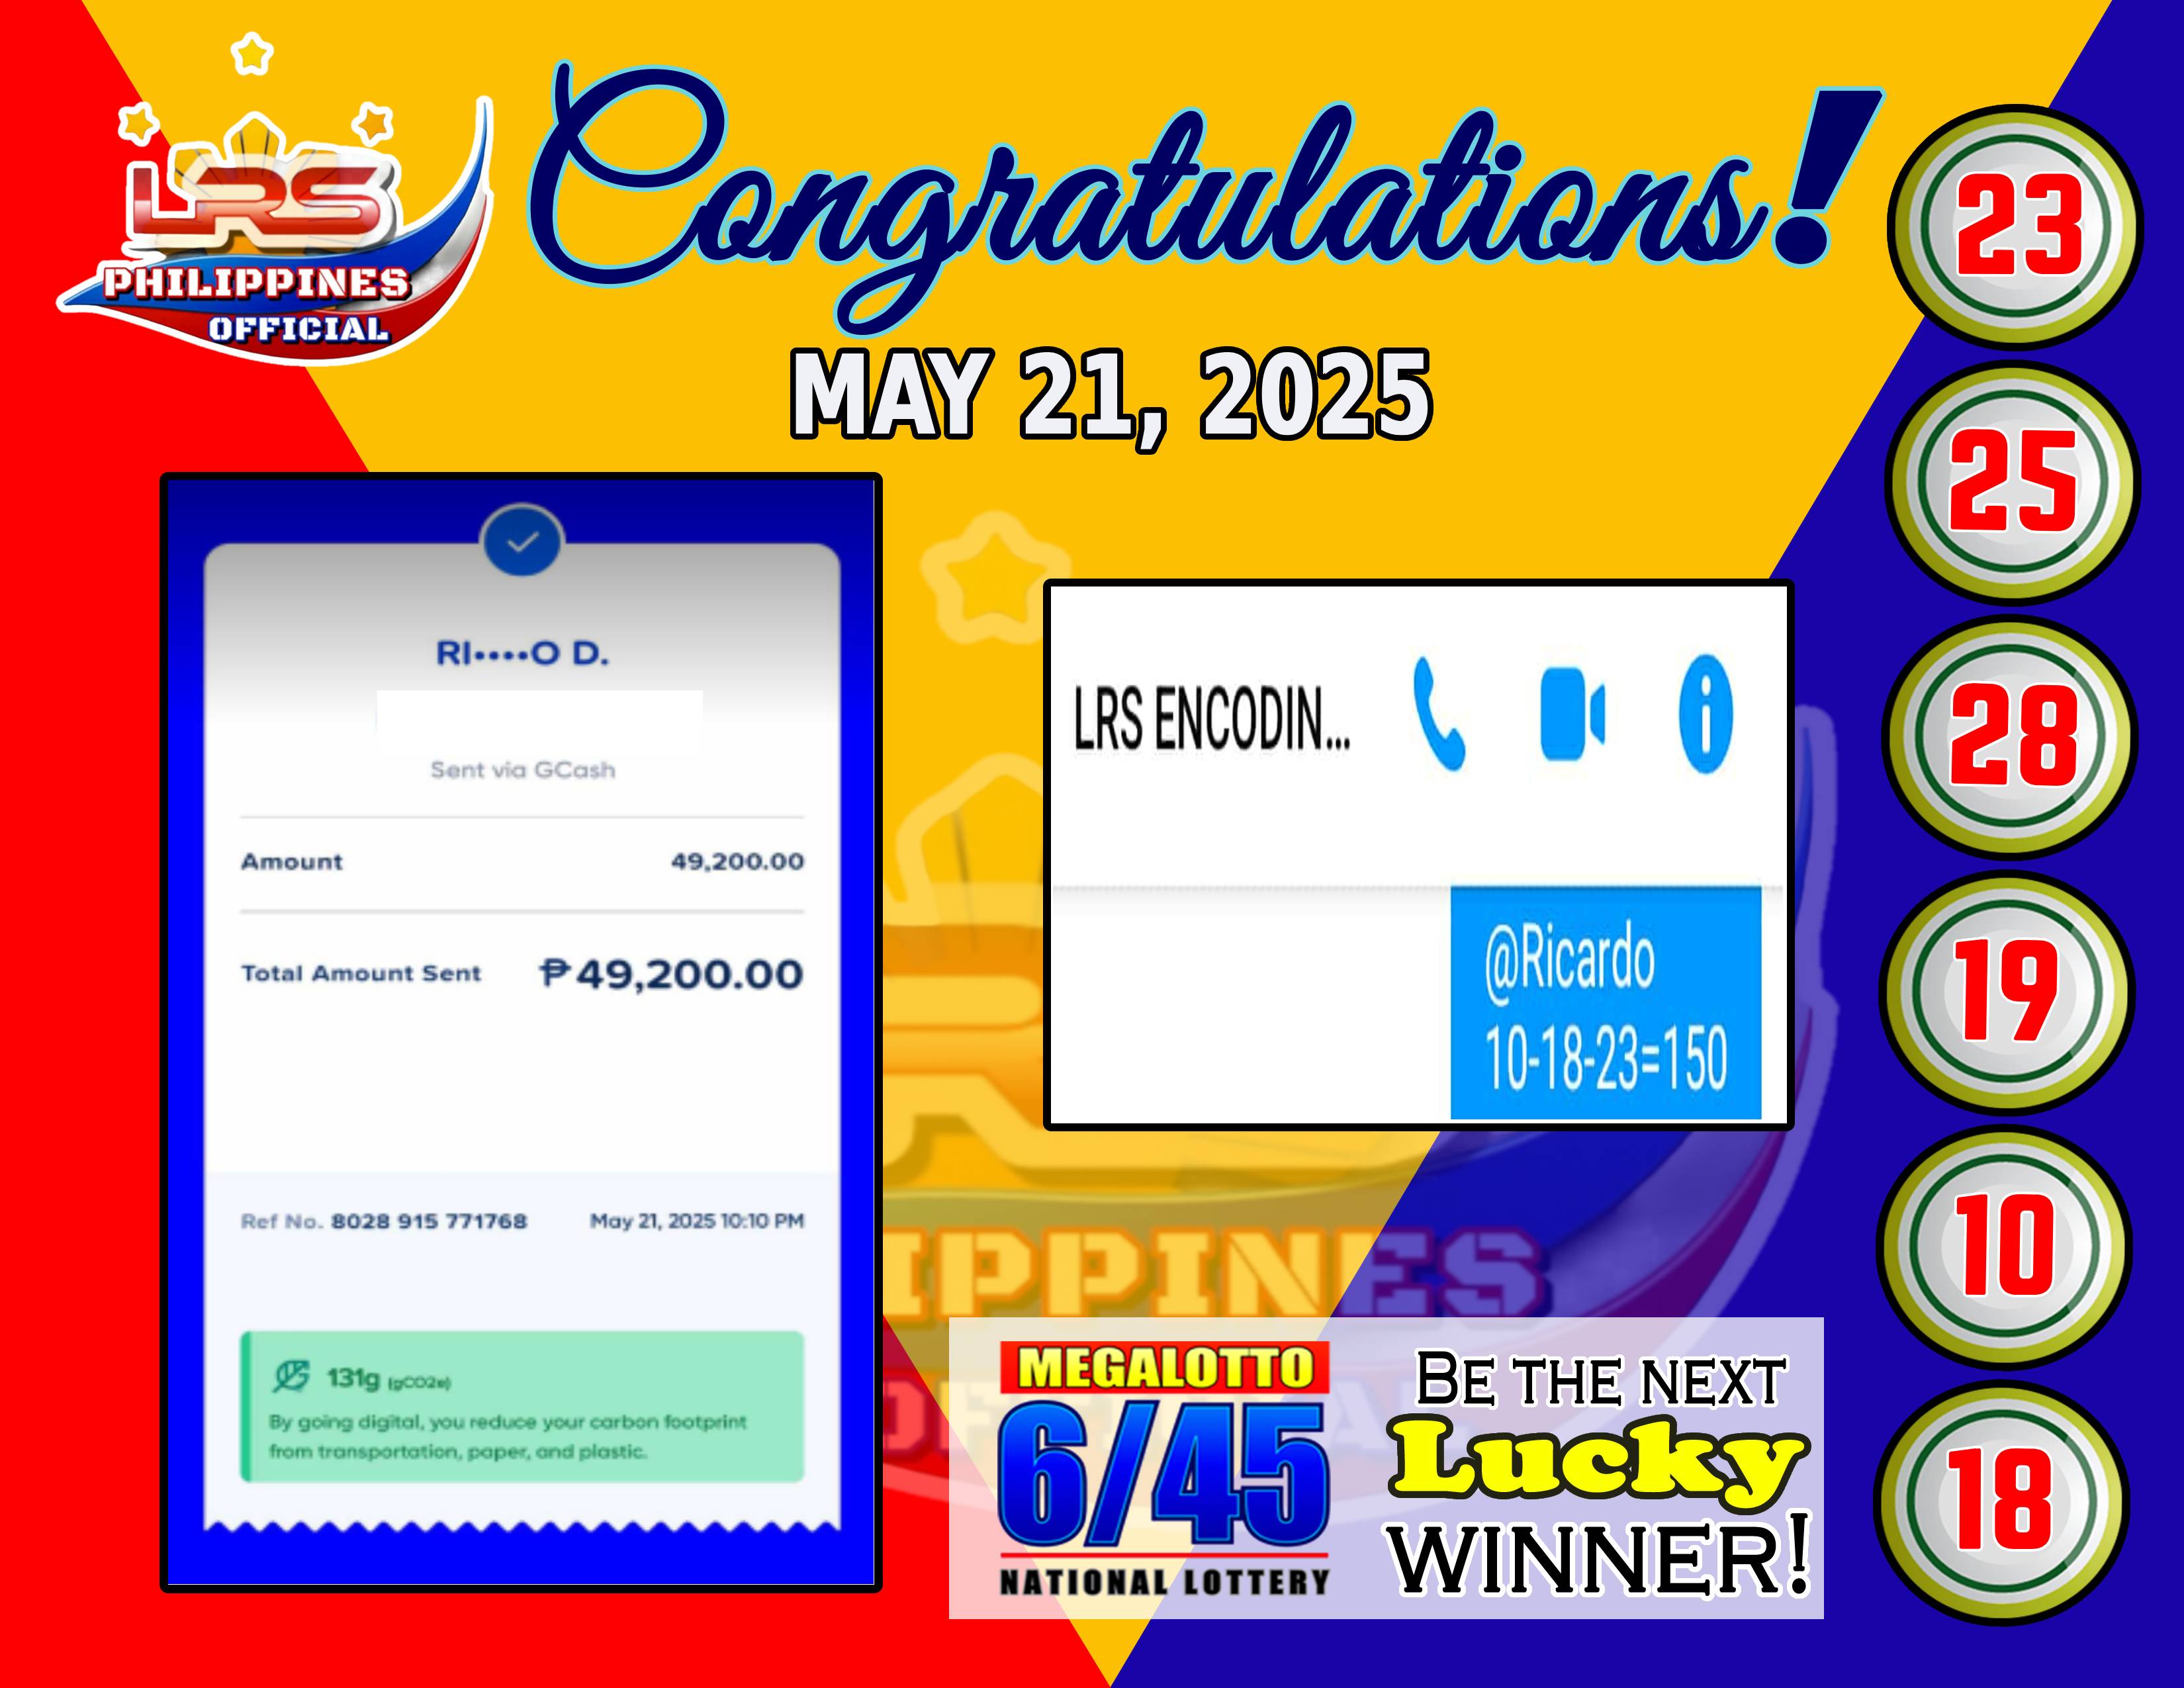 LRS
PHILIPPINES
OFFICIAL
Congratulations!
MAY 21, 2025
RI••••O D.
Sent via GCash
Amount 49,200.00
Total Amount Sent ₱49,200.00
Ref No. 8028 915 771768 May 21, 2025 10:10 PM
131g (gCO2e)
By going digital, you reduce your carbon footprint
from transportation, paper, and plastic.
LRS ENCODIN...
@Ricardo
10-18-23=150
IPPINES
MEGALOTTO
6/45
NATIONAL LOTTERY
BE THE NEXT
Lucky
WINNER!
23
25
28
19
10
18